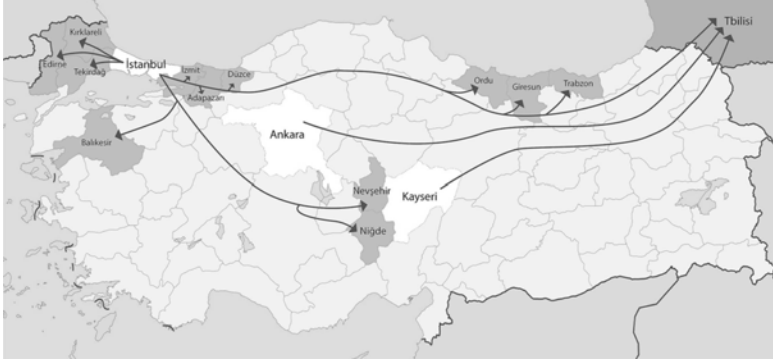 Tbilisi
Kırklareli
Edirne
İstanbul
Tekirdağ
İzmit
Düzce
Adapazarı
Ordu
Giresun
Trabzon
Ankara
Balıkesir
Nevşehir
Kayseri
Niğde